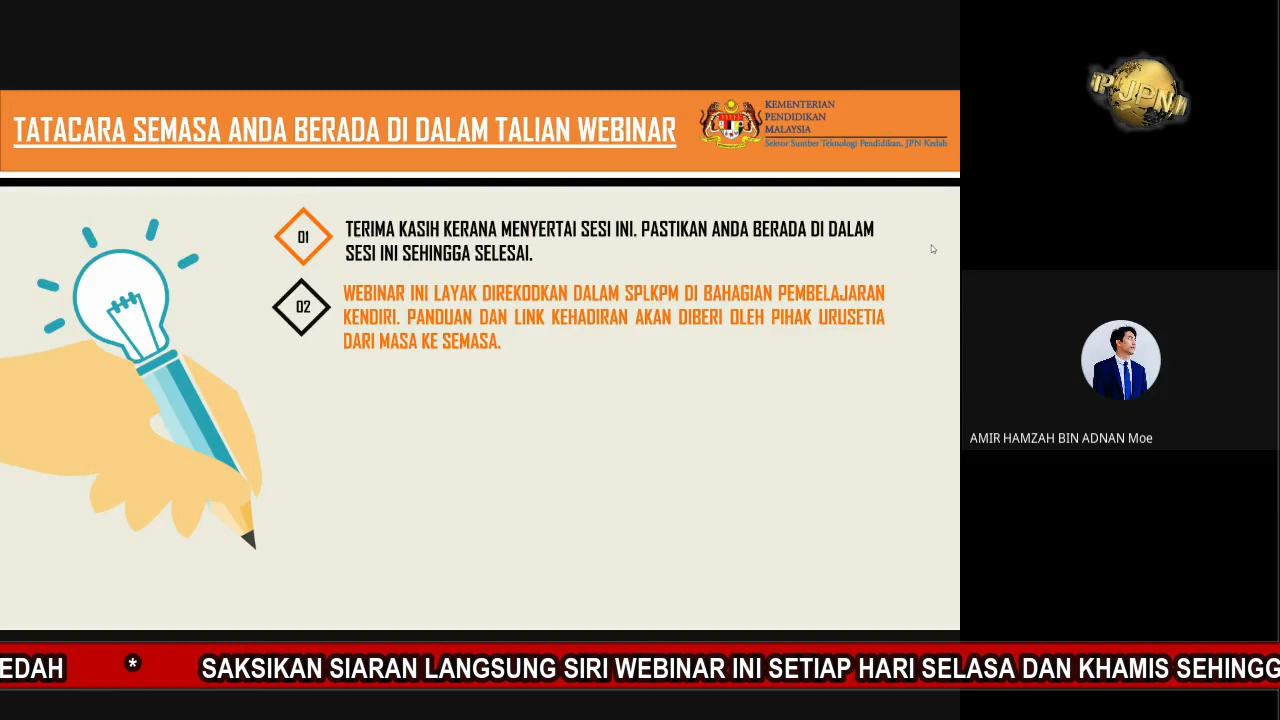 TATACARA SEMASA ANDA BERADA DI DALAM TALIAN WEBINAR
KEMENTERIAN
PENDIDIKAN
MALAYSIA
Sektor Sumber Teknologi Pendidikan, JPN Kedah
01
TERIMA KASIH KERANA MENYERTAI SESI INI. PASTIKAN ANDA BERADA DI DALAM
SESI INI SEHINGGA SELESAI.
02
WEBINAR INI LAYAK DIREKODKAN DALAM SPLKPM DI BAHAGIAN PEMBELAJARAN
KENDIRI. PANDUAN DAN LINK KEHADIRAN AKAN DIBERI OLEH PIHAK URUSETIA
DARI MASA KE SEMASA.
AMIR HAMZAH BIN ADNAN Moe
EDAH * SAKSIKAN SIARAN LANGSUNG SIRI WEBINAR INI SETIAP HARI SELASA DAN KHAMIS SEHINGG